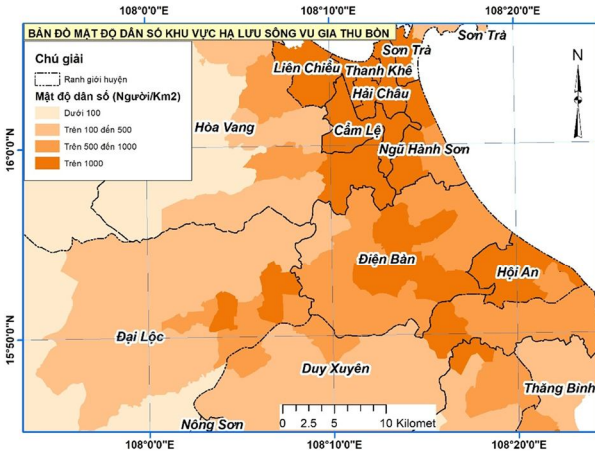 108°0'0"E
108°10'0"E
108°20'0"E
BẢN ĐỒ MẬT ĐỘ DÂN SỐ KHU VỰC HẠ LƯU SÔNG VU GIA THU BỒN
Chú giải
Ranh giới huyện
Mật độ dân số (Người/Km2)
Dưới 100
Trên 100 đến 500
Trên 500 đến 1000
Trên 1000
Sơn Trà
Sơn Trà
N
Liên Chiểu
Thanh Khê
Hải Châu
Hòa Vang
Cẩm Lệ
Ngũ Hành Sơn
16°0'0"N
16°0'0"N
Điện Bàn
Hội An
Đại Lộc
15°50'0"N
15°50'0"N
Duy Xuyên
Thăng Bình
Nông Sơn
0 2.5 5 10 Kilomet
108°0'0"E
108°10'0"E
108°20'0"E